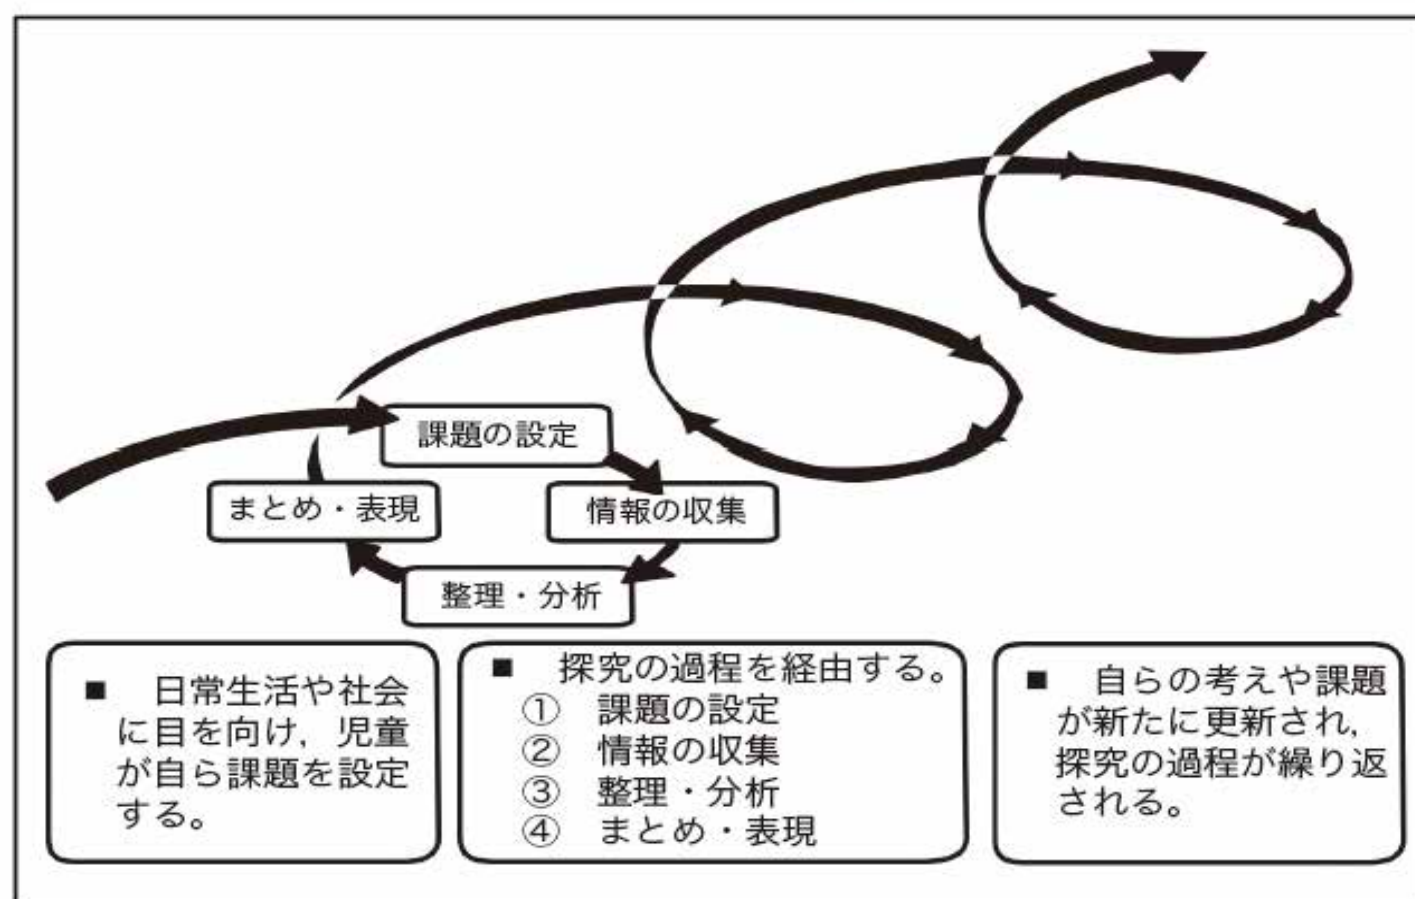 課題の設定
まとめ・表現
情報の収集
整理・分析
■ 日常生活や社会
に目を向け，児童
が自ら課題を設定
する。
■ 探究の過程を経由する。
① 課題の設定
② 情報の収集
③ 整理・分析
④ まとめ・表現
■ 自らの考えや課題
が新たに更新され，
探究の過程が繰り返
される。